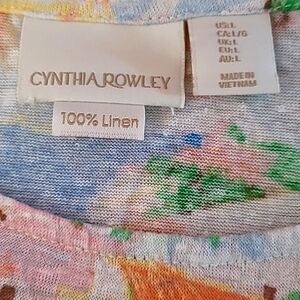 CYNTHIA ROWLEY
100% Linen
US:L
CA:L/G
UK:L
EU:L
AU:L
MADE IN
VIETNAM